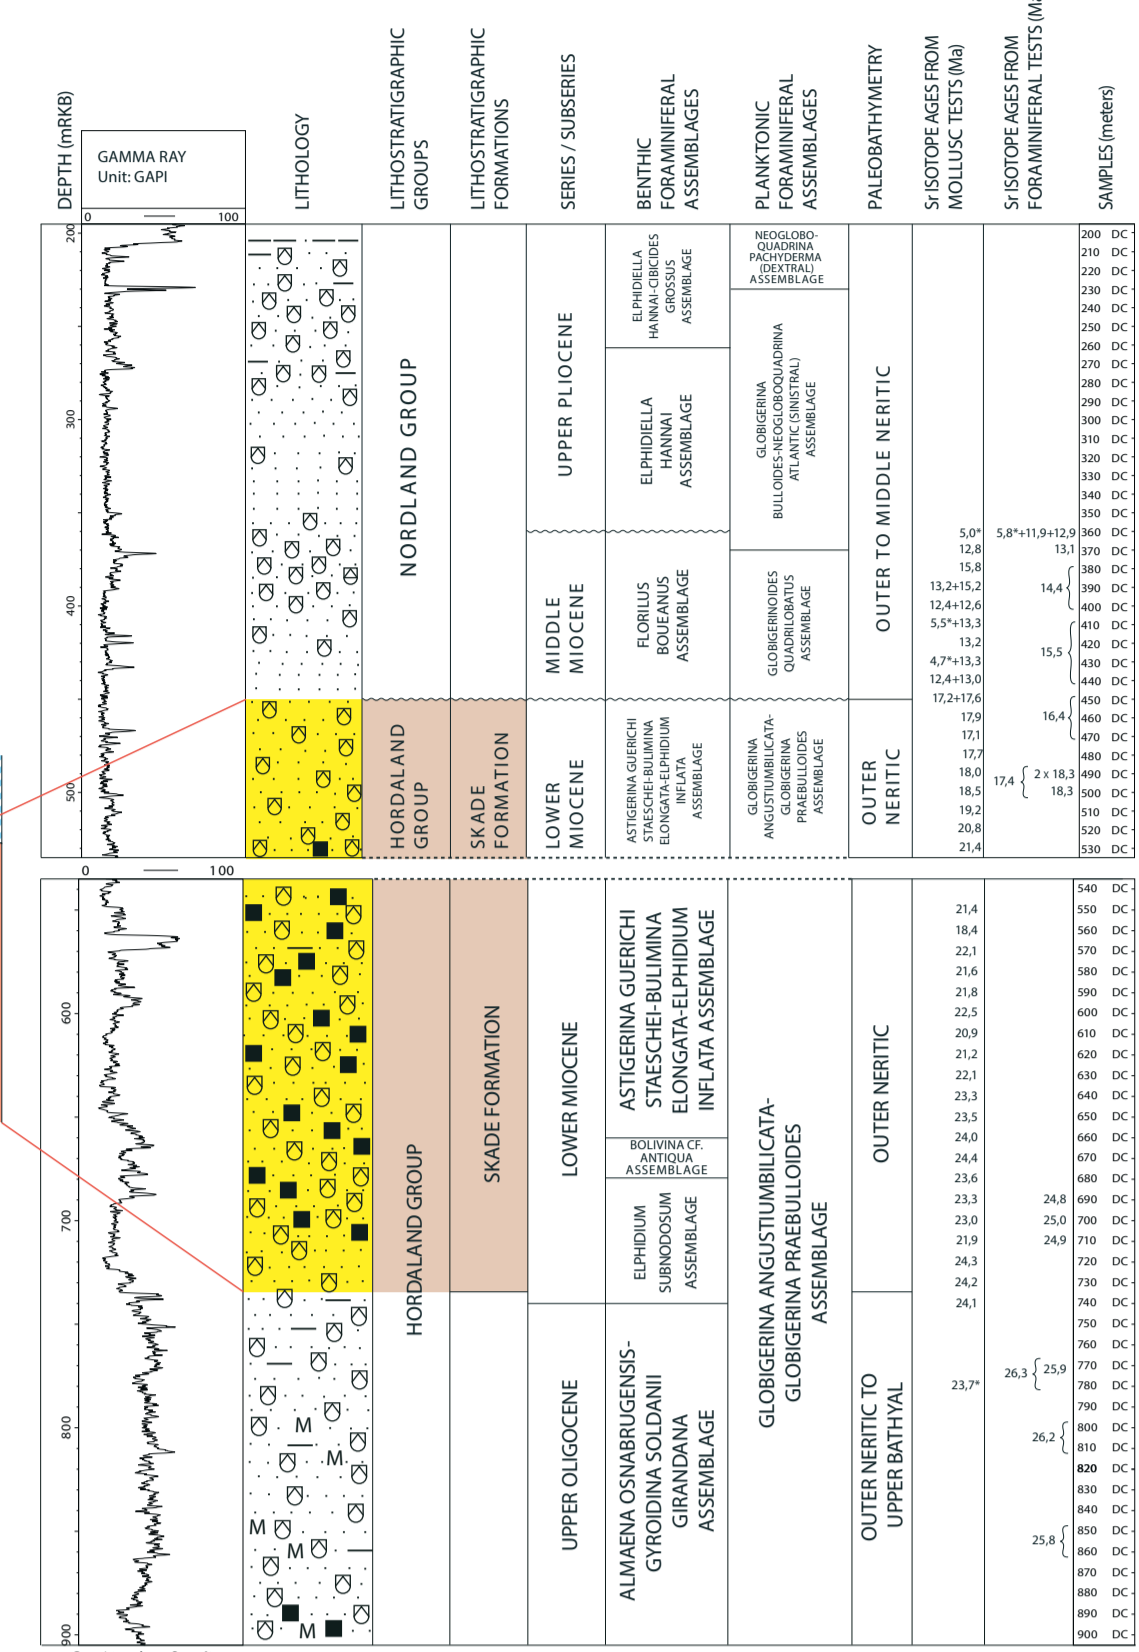 DEPTH (mRKB)
GAMMA RAY
Unit: GAPI
0 100
LITHOLOGY
LITHOSTRATIGRAPHIC
GROUPS
LITHOSTRATIGRAPHIC
FORMATIONS
SERIES / SUBSERIES
BENTHIC
FORAMINIFERAL
ASSEMBLAGES
PLANKTONIC
FORAMINIFERAL
ASSEMBLAGES
PALEOBATHYMETRY
Sr ISOTOPE AGES FROM
MOLLUSC TESTS (Ma)
Sr ISOTOPE AGES FROM
FORAMINIFERAL TESTS (Ma
SAMPLES (meters)
200
300
400
500
NORDLAND GROUP
HORDALAND
GROUP
SKADE
FORMATION
UPPER PLIOCENE
MIDDLE
MIOCENE
LOWER
MIOCENE
ELPHIDIELLA
HANNAI-CIBICIDES
GROSSUS
ASSEMBLAGE
ELPHIDIELLA
HANNAI
ASSEMBLAGE
FLORILUS
BOUEANUS
ASSEMBLAGE
ASTIGERINA GUERICHI
STAESCHEI-BULIMINA
ELONGATA-ELPHIDIUM
INFLATA
ASSEMBLAGE
NEOGLOBO-
QUADRINA
PACHYDERMA
(DEXTRAL)
ASSEMBLAGE
GLOBIGERINA
BULLOIDES-NEOGLOBOQUADRINA
ATLANTIC (SINISTRAL)
ASSEMBLAGE
GLOBIGERINOIDES
QUADRILOBATUS
ASSEMBLAGE
GLOBIGERINA
ANGUSTIUMBILICATA-
GLOBIGERINA
PRAEBULLOIDES
ASSEMBLAGE
OUTER TO MIDDLE NERITIC
OUTER
NERITIC
5,0*
12,8
15,8
13,2+15,2
12,4+12,6
5,5*+13,3
13,2
4,7*+13,3
12,4+13,0
17,2+17,6
17,9
17,1
17,7
18,0
18,5
19,2
20,8
21,4
5,8*+11,9+12,9
13,1
14,4 {
15,5 {
16,4 {
17,4 { 2 x 18,3
18,3
200 DC
210 DC
220 DC
230 DC
240 DC
250 DC
260 DC
270 DC
280 DC
290 DC
300 DC
310 DC
320 DC
330 DC
340 DC
350 DC
360 DC
370 DC
380 DC
390 DC
400 DC
410 DC
420 DC
430 DC
440 DC
450 DC
460 DC
470 DC
480 DC
490 DC
500 DC
510 DC
520 DC
530 DC
0 100
600
700
800
900
M
M
M
M
M
HORDALAND GROUP
SKADE FORMATION
LOWER MIOCENE
UPPER OLIGOCENE
ASTIGERINA GUERICHI
STAESCHEI-BULIMINA
ELONGATA-ELPHIDIUM
INFLATA ASSEMBLAGE
BOLIVINA CF.
ANTIQUA
ASSEMBLAGE
ELPHIDIUM
SUBNODOSUM
ASSEMBLAGE
ALMAENA OSNABRUGENSIS-
GYROIDINA SOLDANII
GIRANDANA
ASSEMBLAGE
GLOBIGERINA ANGUSTIUMBILICATA-
GLOBIGERINA PRAEBULLOIDES
ASSEMBLAGE
OUTER NERITIC
OUTER NERITIC TO
UPPER BATHYAL
21,4
18,4
22,1
21,6
21,8
22,5
20,9
21,2
22,1
23,3
23,5
24,0
24,4
23,6
23,3
23,0
21,9
24,3
24,2
24,1
23,7*
24,8
25,0
24,9
26,3 { 25,9
26,2 {
25,8 {
540 DC
550 DC
560 DC
570 DC
580 DC
590 DC
600 DC
610 DC
620 DC
630 DC
640 DC
650 DC
660 DC
670 DC
680 DC
690 DC
700 DC
710 DC
720 DC
730 DC
740 DC
750 DC
760 DC
770 DC
780 DC
790 DC
800 DC
810 DC
820 DC
830 DC
840 DC
850 DC
860 DC
870 DC
880 DC
890 DC
900 DC